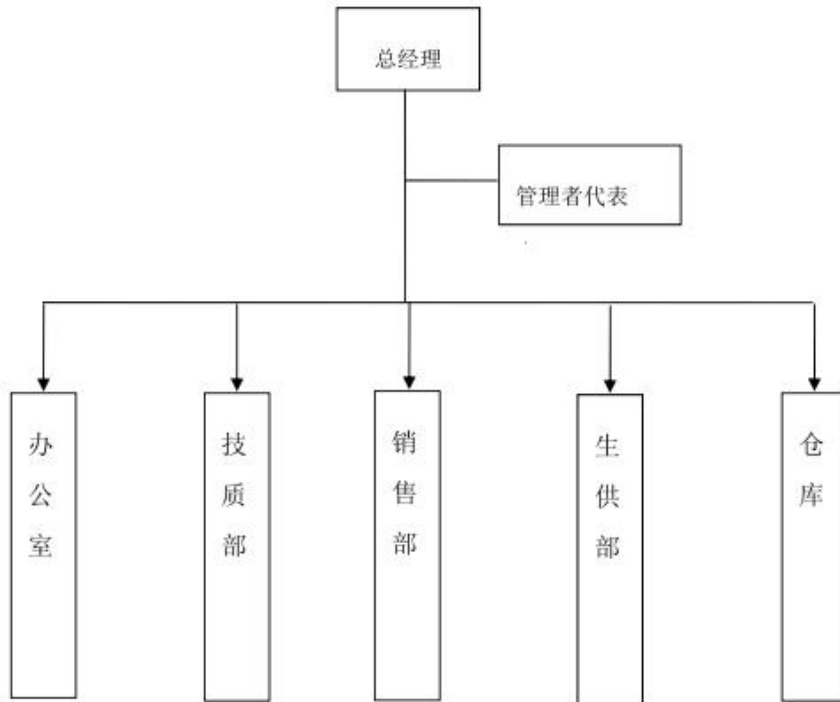 总经理
管理者代表
办公室
技质部
销售部
生供部
仓库